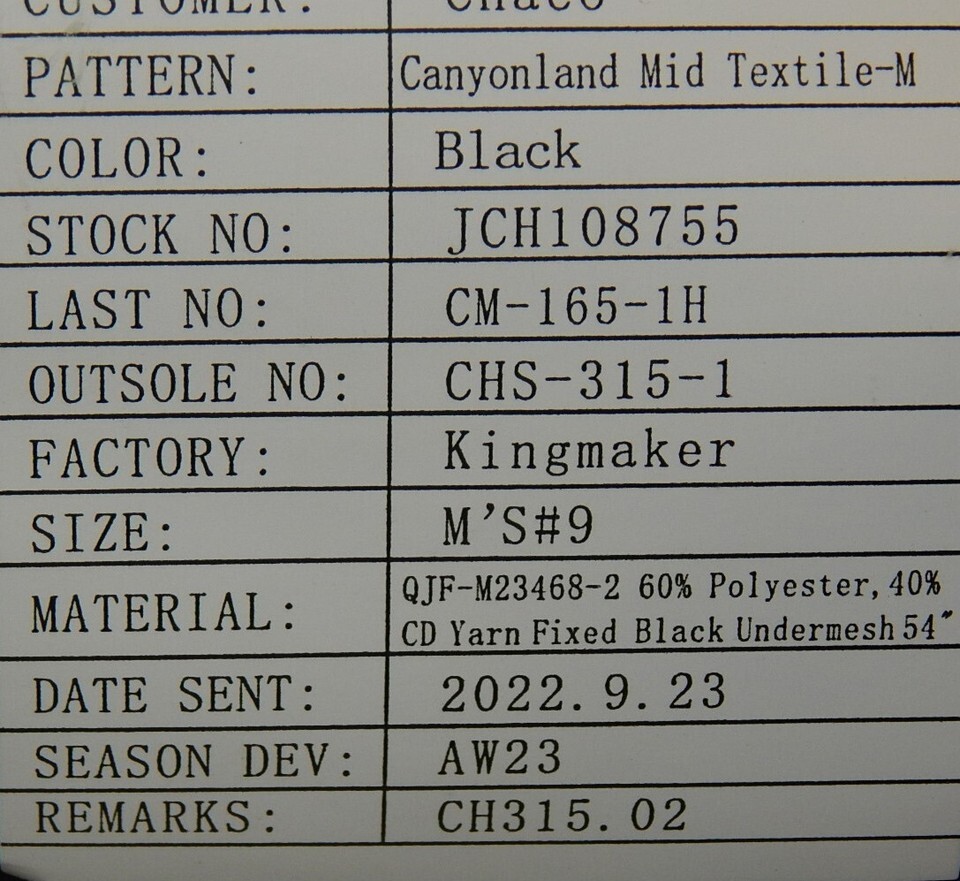 CUSTOMER: Chaco
PATTERN: Canyonland Mid Textile-M
COLOR: Black
STOCK NO: JCH108755
LAST NO: CM-165-1H
OUTSOLE NO: CHS-315-1
FACTORY: Kingmaker
SIZE: M'S#9
MATERIAL: QJF-M23468-2 60% Polyester, 40%
CD Yarn Fixed Black Undermesh 54″
DATE SENT: 2022.9.23
SEASON DEV: AW23
REMARKS: CH315.02